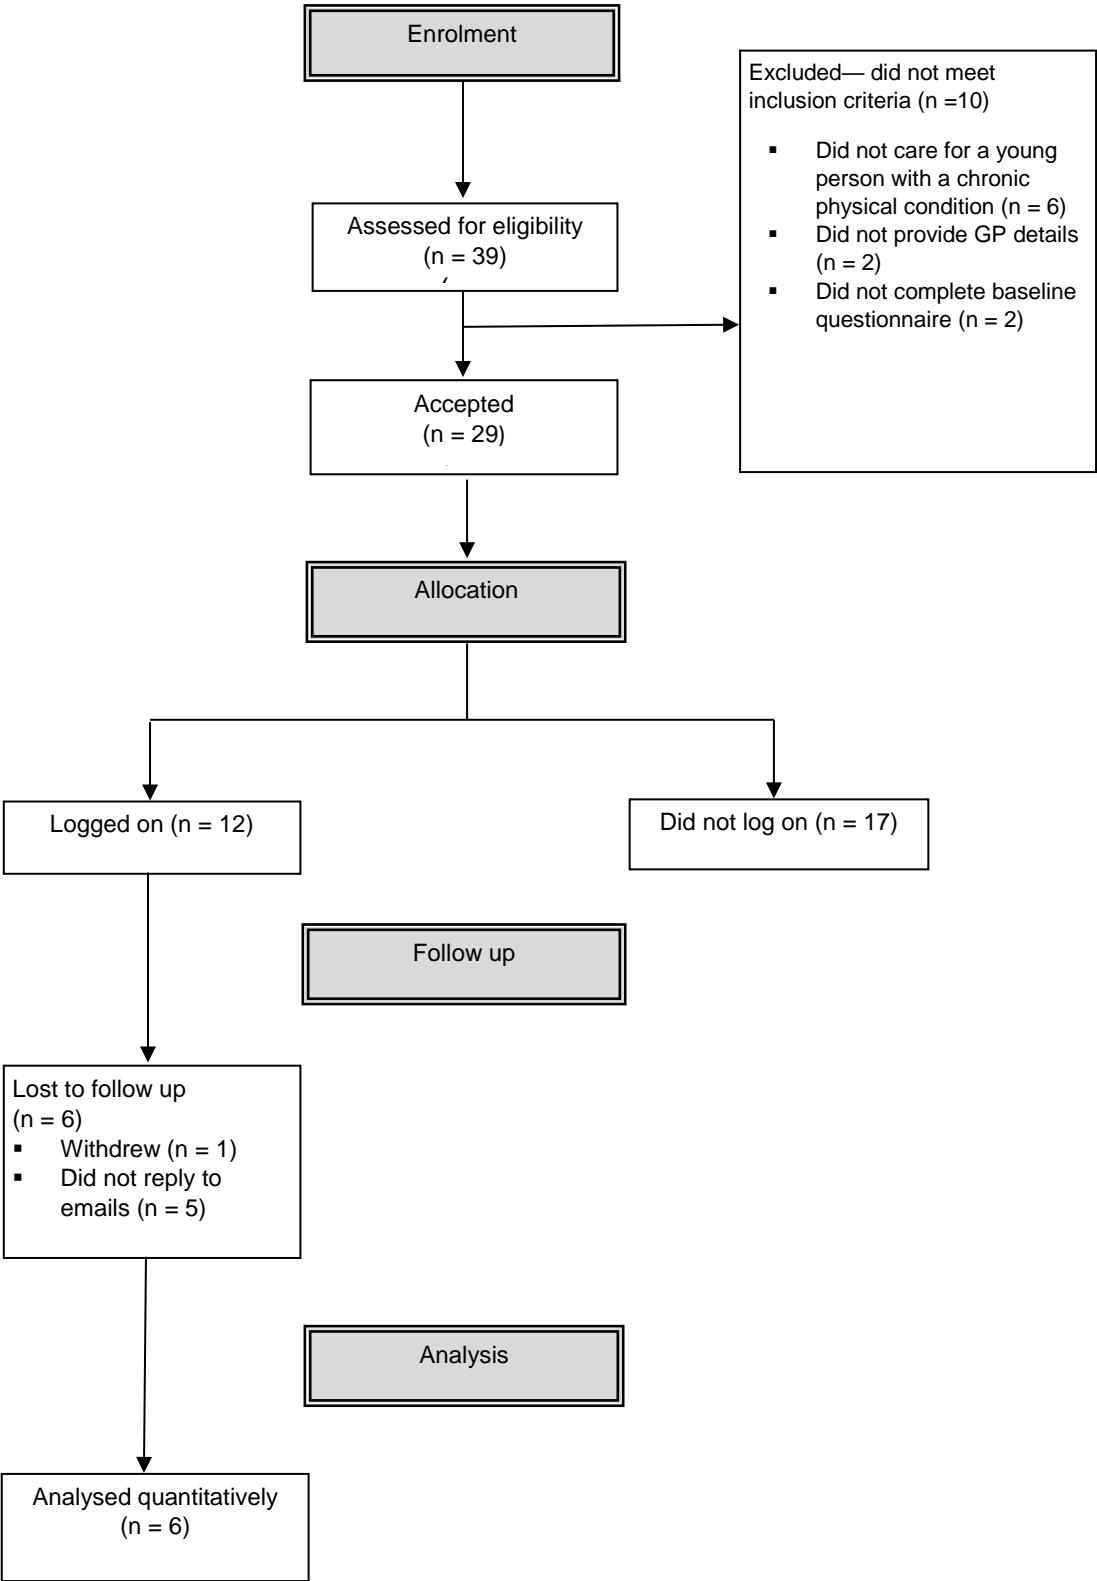 Enrolment
Excluded— did not meet
inclusion criteria (n =10)
▪ Did not care for a young
person with a chronic
physical condition (n = 6)
▪ Did not provide GP details
(n = 2)
▪ Did not complete baseline
questionnaire (n = 2)
Assessed for eligibility
(n = 39)
Accepted
(n = 29)
Allocation
Logged on (n = 12)
Did not log on (n = 17)
Follow up
Lost to follow up
(n = 6)
▪ Withdrew (n = 1)
▪ Did not reply to
emails (n = 5)
Analysis
Analysed quantitatively
(n = 6)